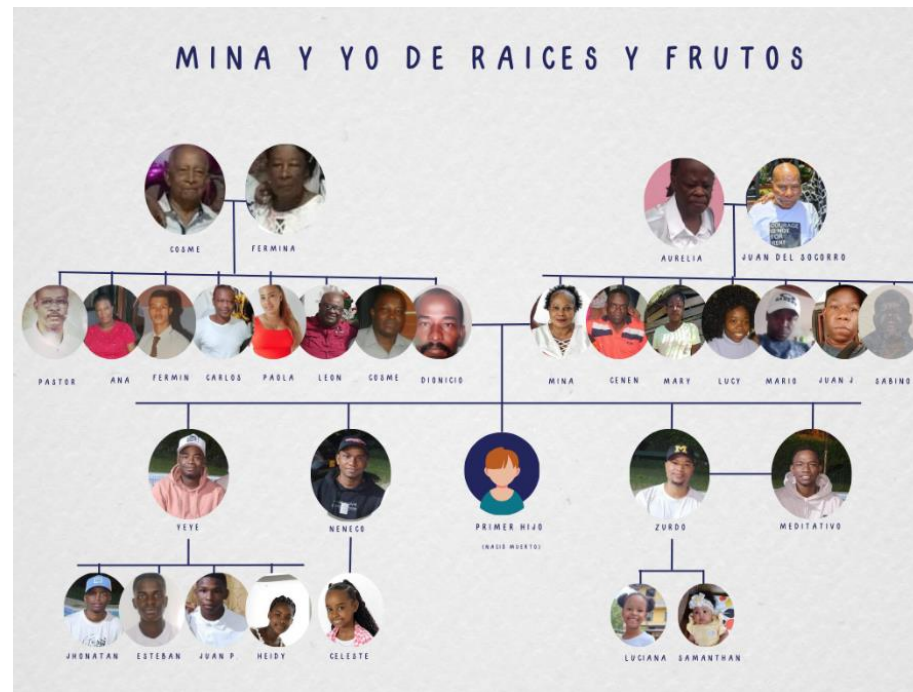 MINA Y YO DE RAICES Y FRUTOS
COSME FERMINA
AURELIA JUAN DEL SOCORRO
PASTOR ANA FERMIN CARLOS PAOLA LEON COSME DIONICIO MINA GENEN MARY LUCY MARIO JUAN J. SABINO
YEYE NENECO PRIMER HIJO ZURDO MEDITATIVO
(NASIÓ MUERTO)
JHONATAN ESTEBAN JUAN P. HEIDY CELESTE LUCIANA SAMANTHAN